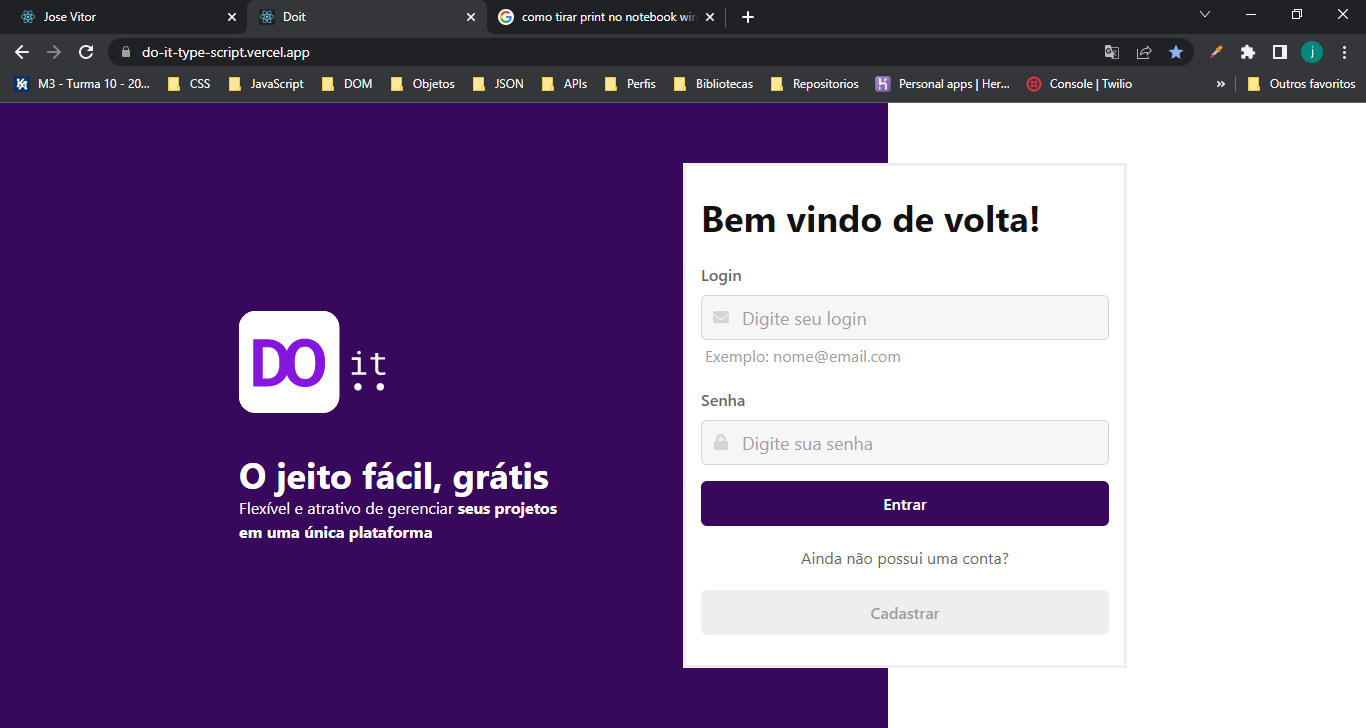 Jose Vitor
Doit
como tirar print no notebook win
do-it-type-script.vercel.app
j
M3 - Turma 10 - 20...
CSS
JavaScript
DOM
Objetos
JSON
APIs
Perfis
Bibliotecas
Repositorios
Personal apps | Her...
Console | Twilio
»
Outros favoritos
DO it
O jeito fácil, grátis
Flexível e atrativo de gerenciar seus projetos
em uma única plataforma
Bem vindo de volta!
Login
Digite seu login
Exemplo: nome@email.com
Senha
Digite sua senha
Entrar
Ainda não possui uma conta?
Cadastrar